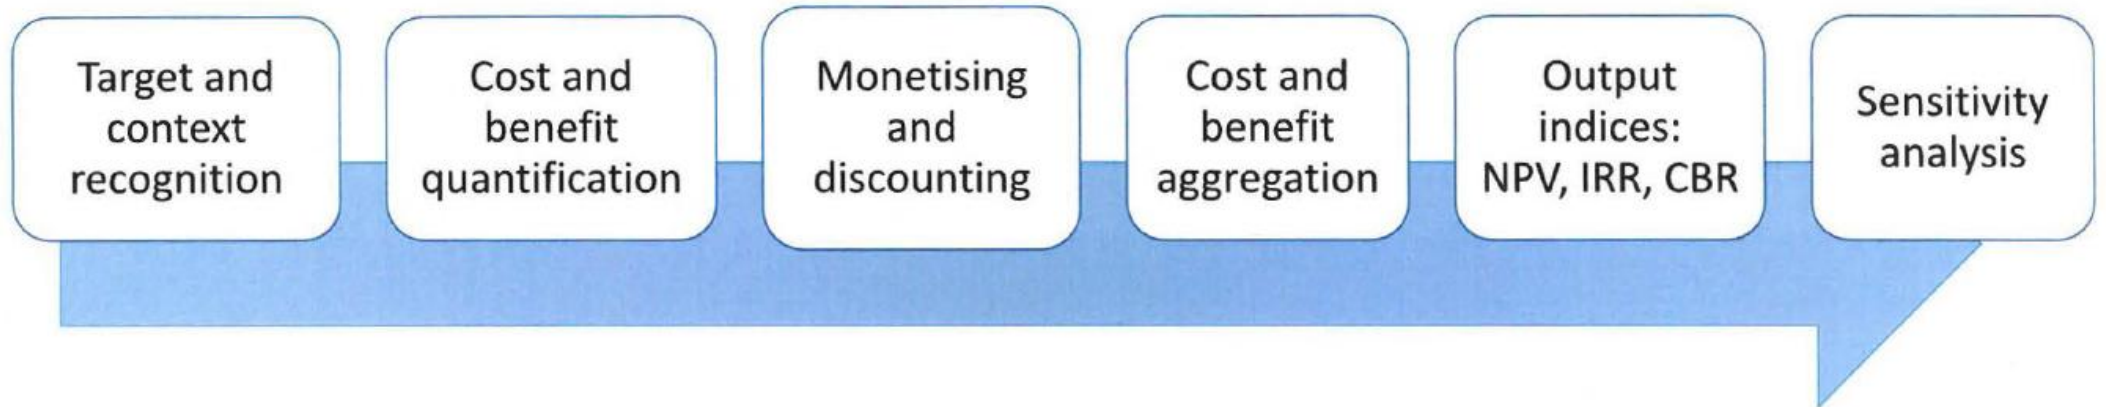 Target and
context
recognition
Cost and
benefit
quantification
Monetising
and
discounting
Cost and
benefit
aggregation
Output
indices:
NPV, IRR, CBR
Sensitivity
analysis